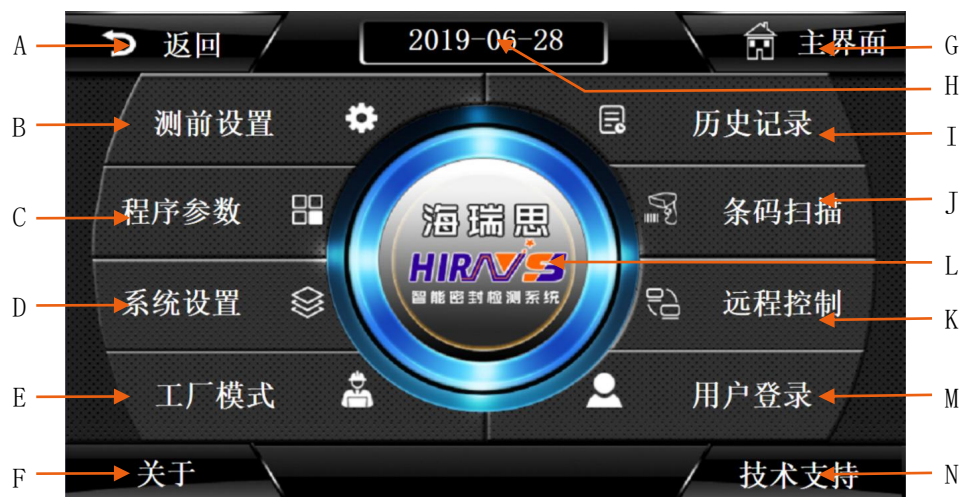 A 返回 2019-06-28 主界面 G
H
B 测前设置 历史记录 I
C 程序参数 条码扫描 J
海瑞思
HIRAYS
智能密封检测系统 L
D 系统设置 远程控制 K
E 工厂模式 用户登录 M
F 关于 技术支持 N